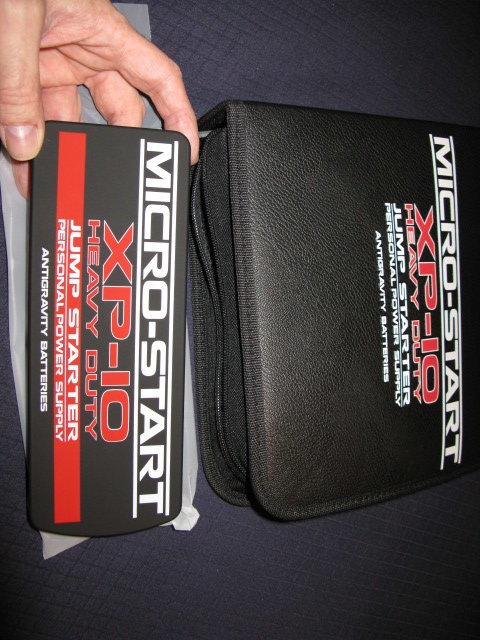 MICRO-START
XP-10
HEAVY DUTY
JUMP STARTER
PERSONAL POWER SUPPLY
ANTIGRAVITY BATTERIES
MICRO-START
XP-10
HEAVY DUTY
JUMP STARTER
PERSONAL POWER SUPPLY
ANTIGRAVITY BATTERIES